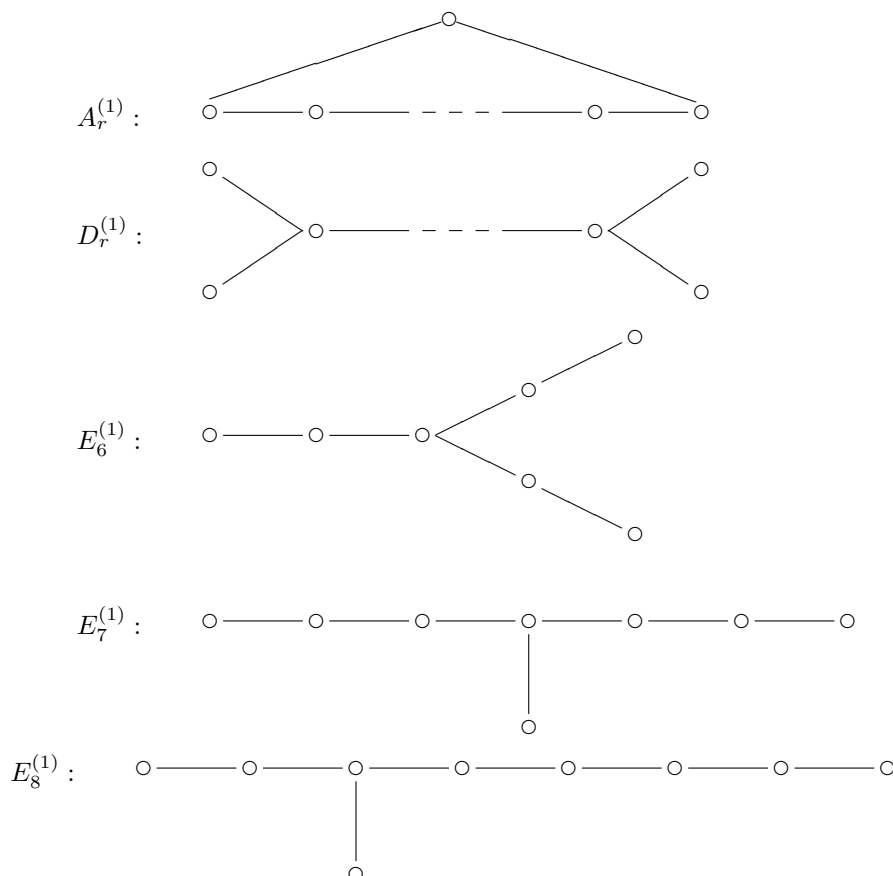 A_r^{(1)} :
D_r^{(1)} :
E_6^{(1)} :
E_7^{(1)} :
E_8^{(1)} :